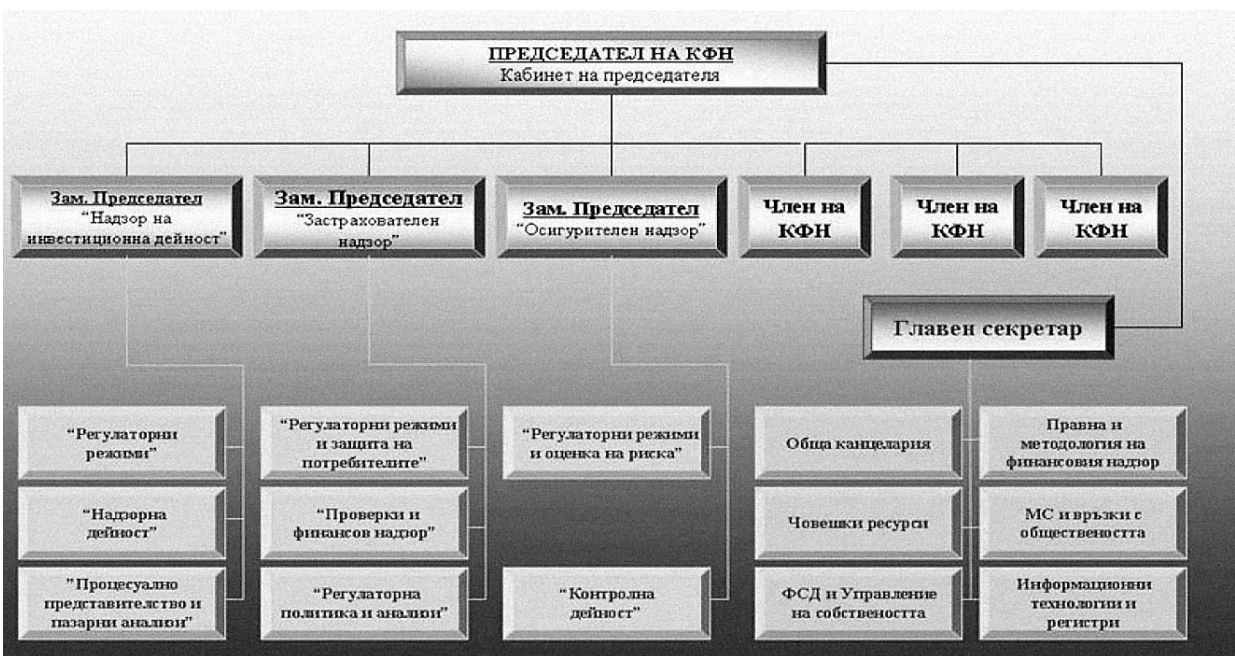 ПРЕДСЕДАТЕЛ НА КФН
Кабинет на председателя
Зам. Председател
“Надзор на
инвестиционна дейност”
Зам. Председател
“Застрахователен
надзор”
Зам. Председател
“Осигурителен надзор”
Член на
КФН
Член на
КФН
Член на
КФН
Главен секретар
“Регулаторни
режими”
“Регулаторни режими
и защита на
потребителите”
“Регулаторни режими
и оценка на риска”
Обща канцелария
Правна и
методология на
финансовия надзор
“Надзорна
дейност”
“Проверки и
финансов надзор”
Човешки ресурси
МС и връзки с
обществеността
“Процесуално
представителство и
пазарни анализи”
“Регулаторна
политика и анализи”
“Контролна
дейност”
ФСД и Управление
на собствеността
Информационни
технологии и
регистри